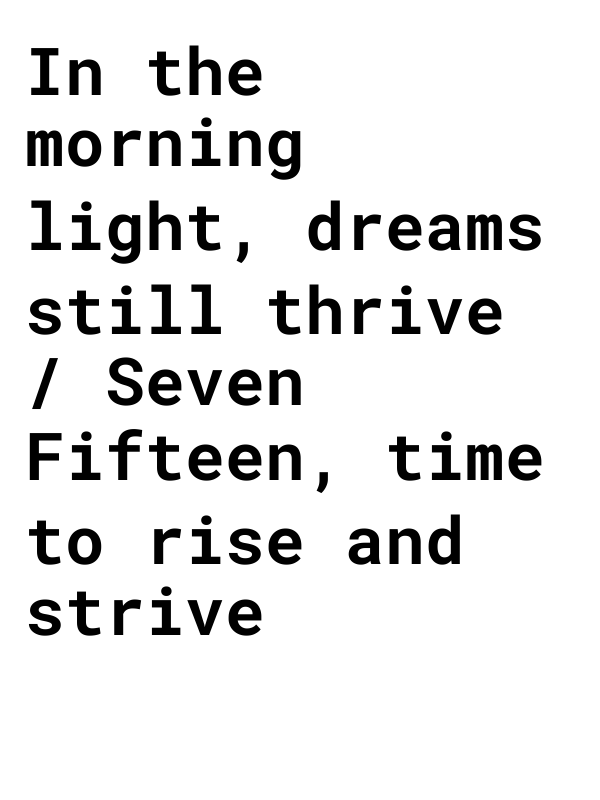 In the
morning
light, dreams
still thrive
/ Seven
Fifteen, time
to rise and
strive